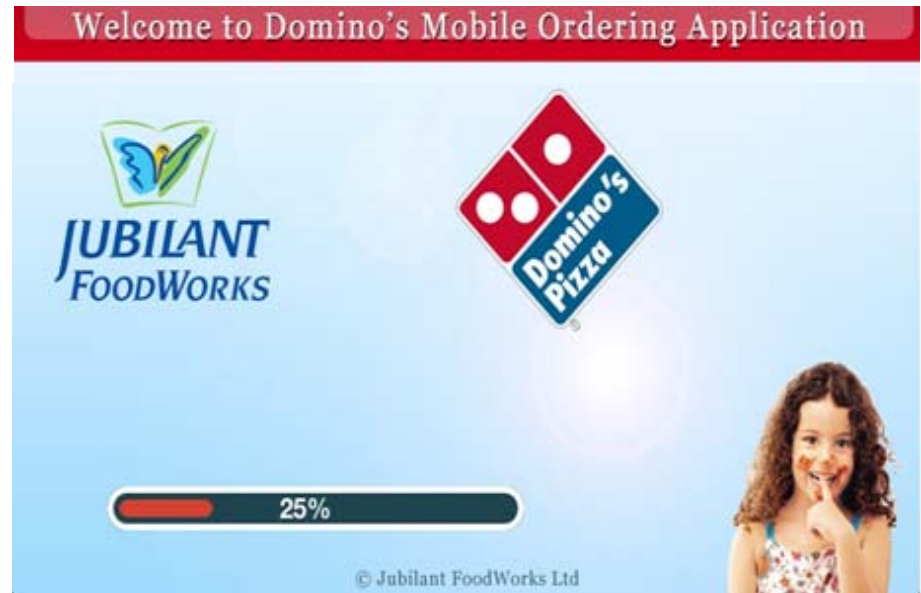 Welcome to Domino's Mobile Ordering Application
JUBILANT
FOODWORKS
Domino's
Pizza
®
25%
© Jubilant FoodWorks Ltd